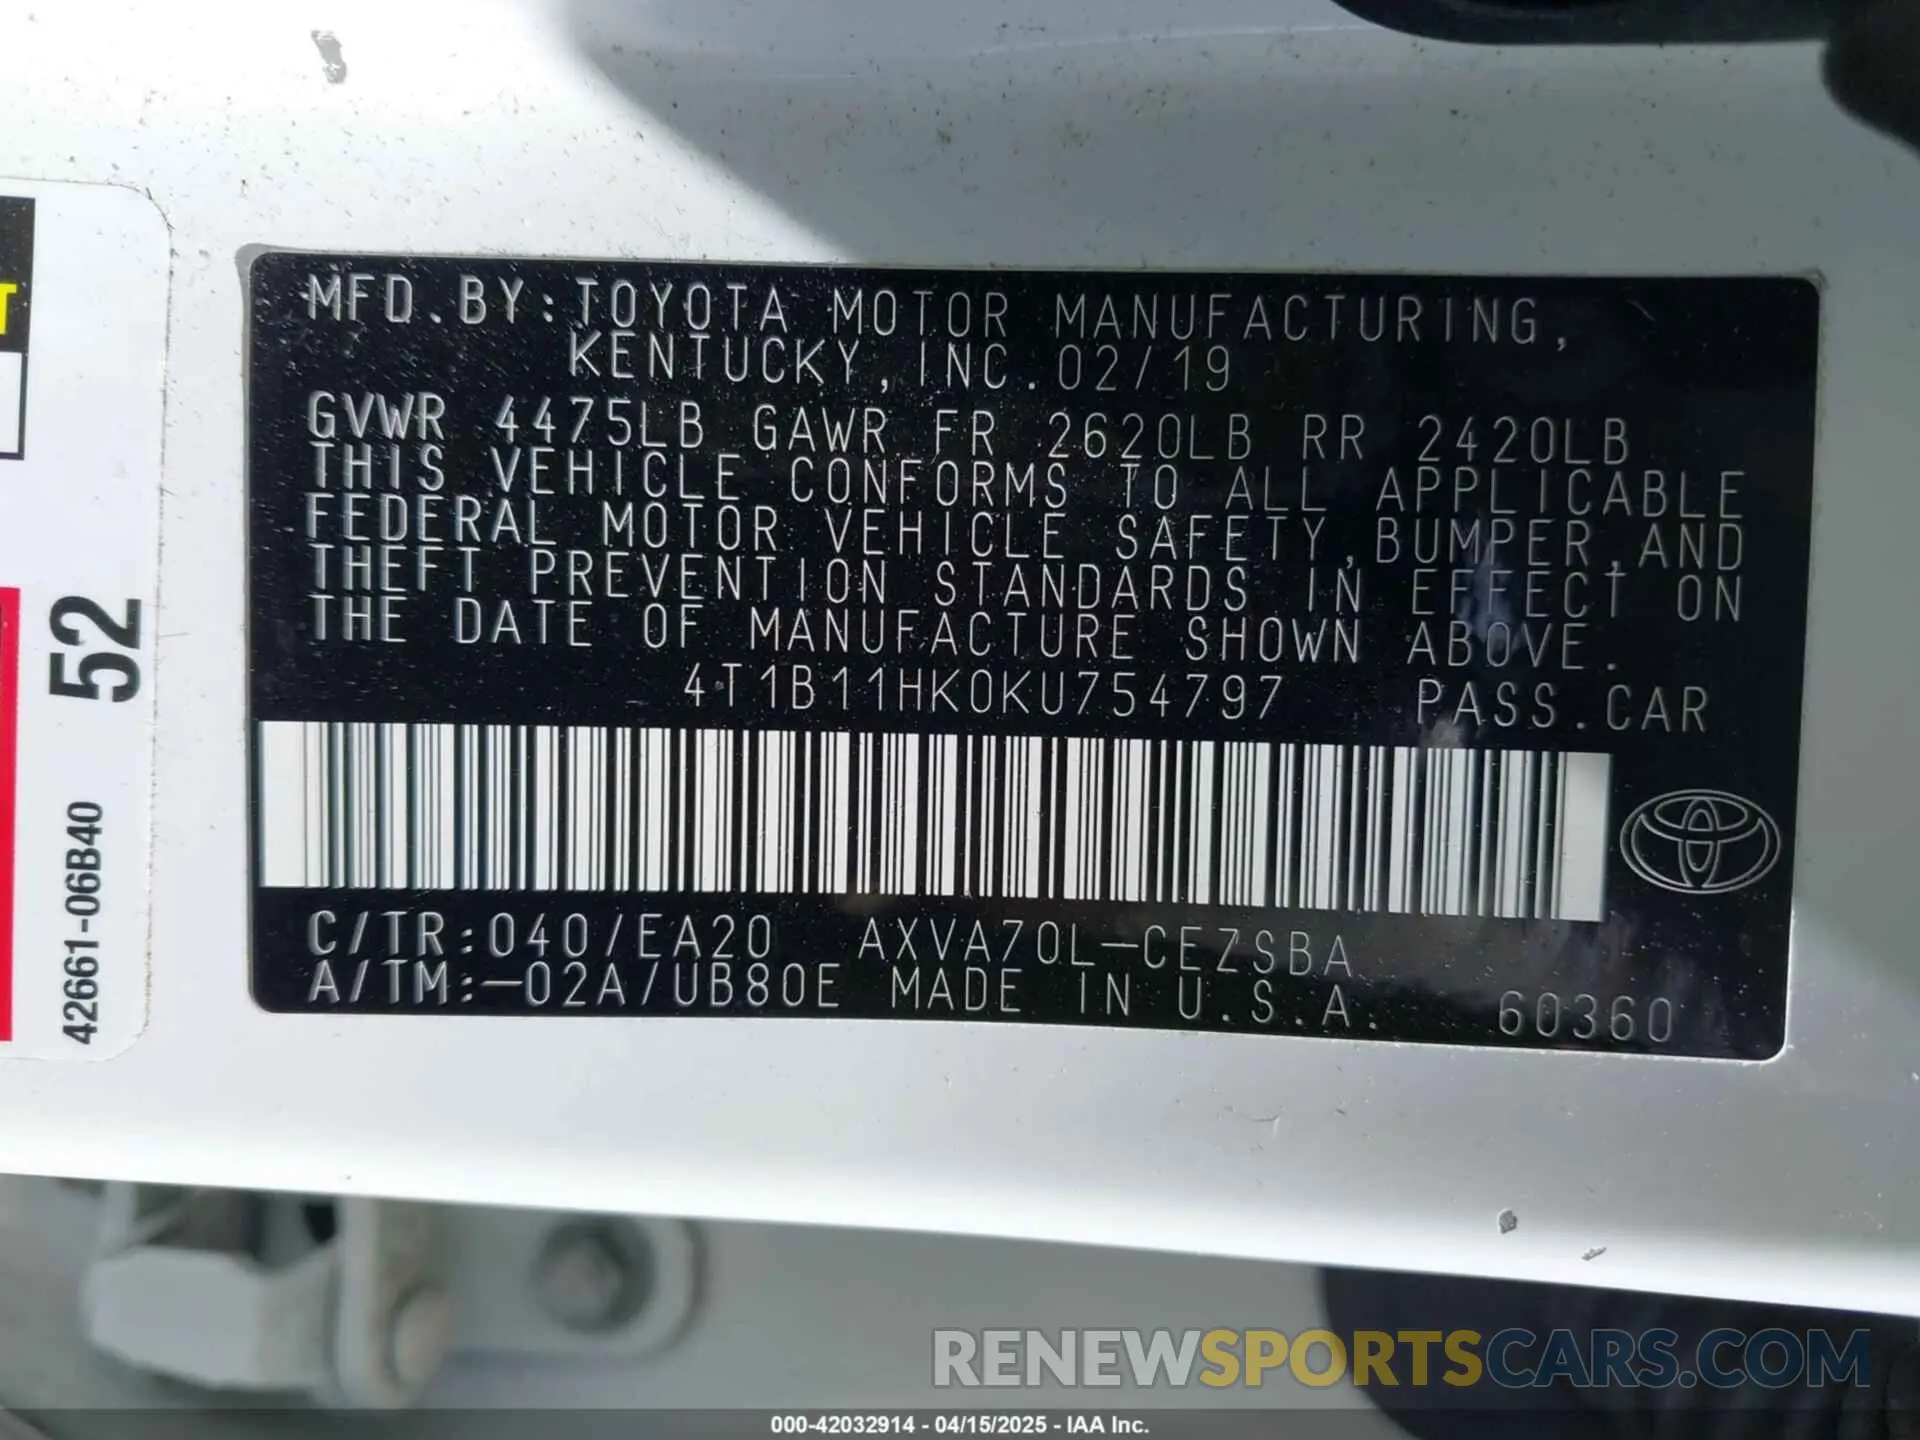 MFD.BY:TOYOTA MOTOR MANUFACTURING,
KENTUCKY,INC.02/19
GVWR 4475LB GAWR FR 2620LB RR 2420LB
THIS VEHICLE CONFORMS TO ALL APPLICABLE
FEDERAL MOTOR VEHICLE SAFETY,BUMPER,AND
THEFT PREVENTION STANDARDS IN EFFECT ON
THE DATE OF MANUFACTURE SHOWN ABOVE.
4T1B11HK0KU754797 PASS.CAR
C/TR:040/EA20 AXVA70L-CEZSBA
A/TM:-02A/UB80E MADE IN U.S.A. 60360
T
52
42661-06B40
RENEWSPORTSCARS.COM
000-42032914 - 04/15/2025 - IAA Inc.